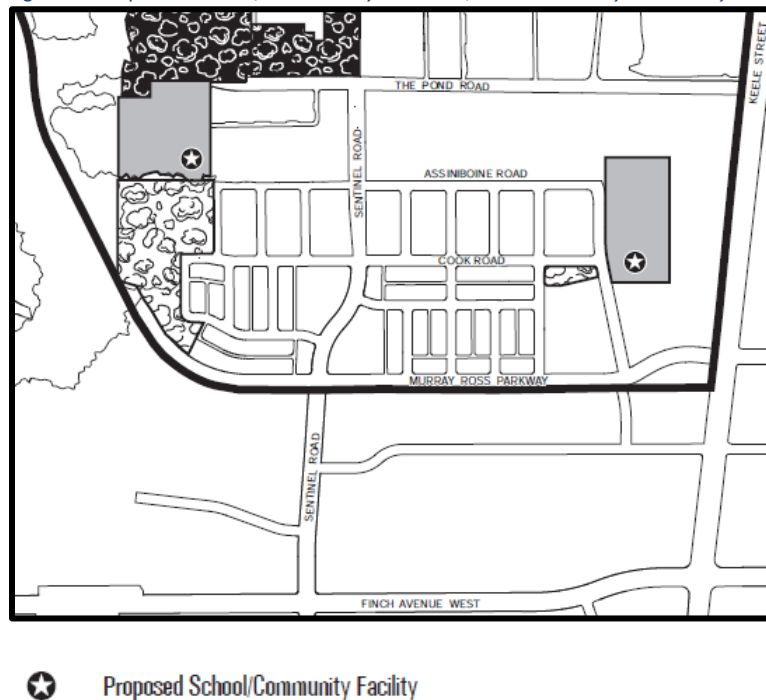 KEELE STREET
THE POND ROAD
SENTINEL ROAD
ASSINIBOINE ROAD
COOK ROAD
MURRAY ROSS PARKWAY
SENTINEL ROAD
FINCH AVENUE WEST
Proposed School/Community Facility